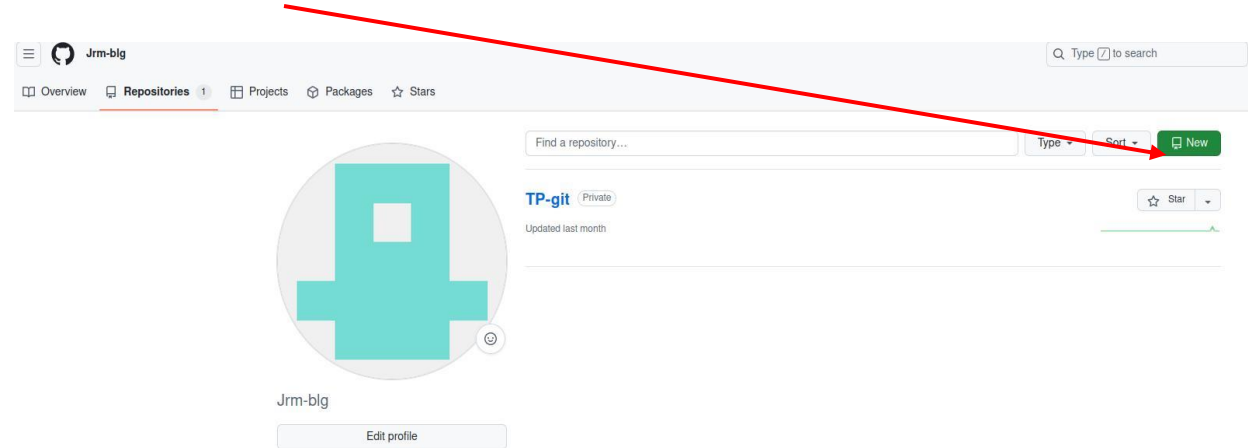 Jrm-blg
Type / to search
Overview Repositories 1 Projects Packages Stars
Find a repository...
Type Sort New
TP-git Private
Star
Updated last month
Jrm-blg
Edit profile